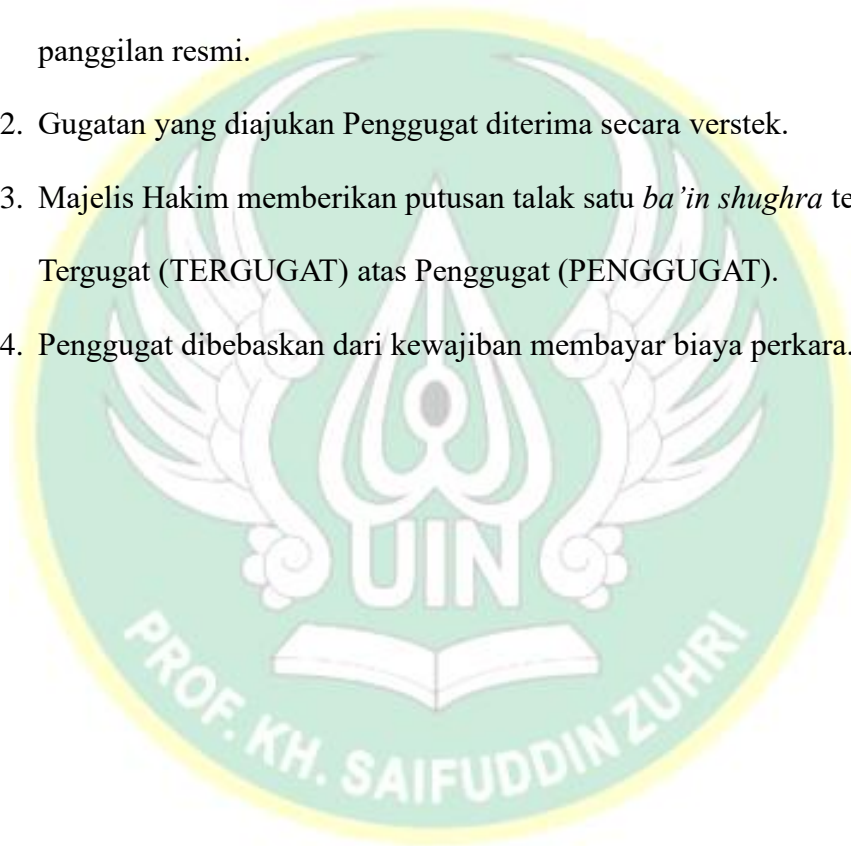 panggilan resmi.
2. Gugatan yang diajukan Penggugat diterima secara verstek.
3. Majelis Hakim memberikan putusan talak satu ba’in shughra
Tergugat (TERGUGAT) atas Penggugat (PENGGUGAT).
4. Penggugat dibebaskan dari kewajiban membayar biaya perkara.
UIN
PROF. KH. SAIFUDDIN ZUHRI